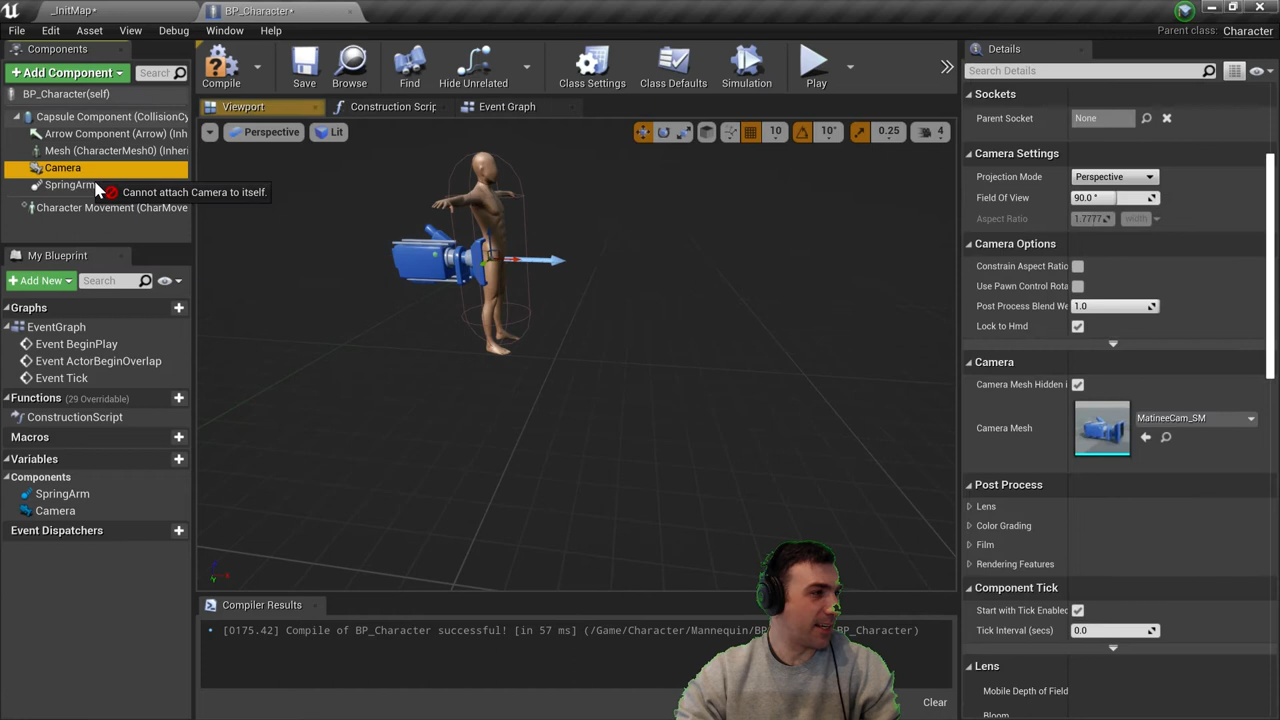 _InitMap*
BP_Character*
File Edit Asset View Debug Window Help
Parent class: Character
Components
+Add Component
Search
BP_Character(self)
Capsule Component (CollisionCy
Arrow Component (Arrow) (Inh
Mesh (CharacterMesh0) (Inheri
Camera
SpringArm
Cannot attach Camera to itself.
Character Movement (CharMove
My Blueprint
+Add New
Search
Graphs
EventGraph
Event BeginPlay
Event ActorBeginOverlap
Event Tick
Functions (29 Overridable)
ConstructionScript
Macros
Variables
Components
SpringArm
Camera
Event Dispatchers
Compile
Save
Browse
Find
Hide Unrelated
Class Settings
Class Defaults
Simulation
Play
Viewport
Construction Scrip
Event Graph
Perspective
Lit
10
10°
0.25
4
Compiler Results
[0175.42] Compile of BP_Character successful! [in 57 ms] (/Game/Character/Mannequin/BP
BP_Character)
Clear
Details
Search Details
Sockets
Parent Socket
None
Camera Settings
Projection Mode
Perspective
Field Of View
90.0 °
Aspect Ratio
1.7777
width
Camera Options
Constrain Aspect Ratio
Use Pawn Control Rota
Post Process Blend We
1.0
Lock to Hmd
Camera
Camera Mesh Hidden i
Camera Mesh
MatineeCam_SM
Post Process
Lens
Color Grading
Film
Rendering Features
Component Tick
Start with Tick Enabled
Tick Interval (secs)
0.0
Lens
Mobile Depth of Field
Bloom